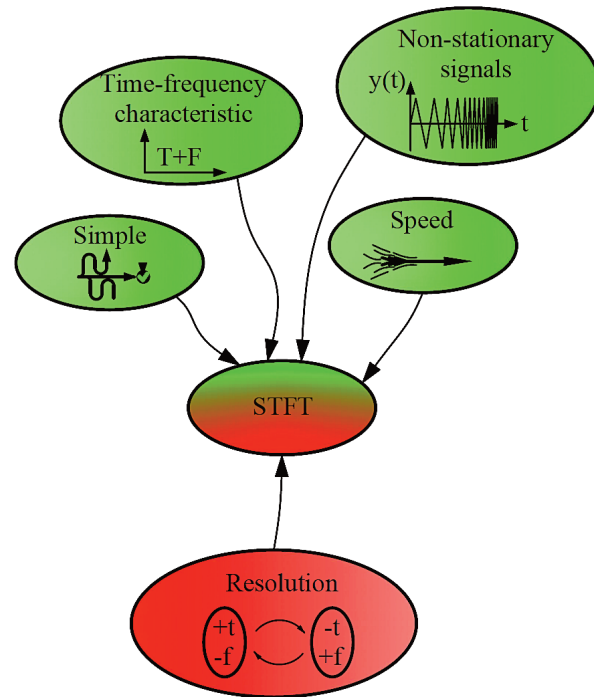 Non-stationary
signals
y(t)
t
Time-frequency
characteristic
T+F
Simple
Speed
STFT
Resolution
+t
-f
-t
+f